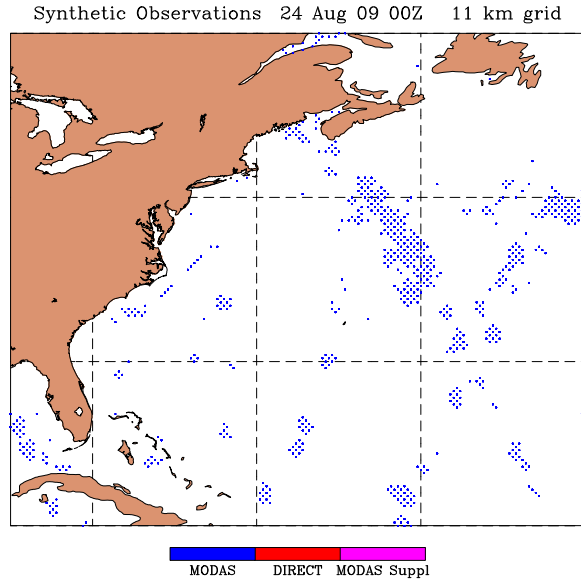 Synthetic Observations 24 Aug 09 00Z 11 km grid
MODAS DIRECT MODAS Suppl